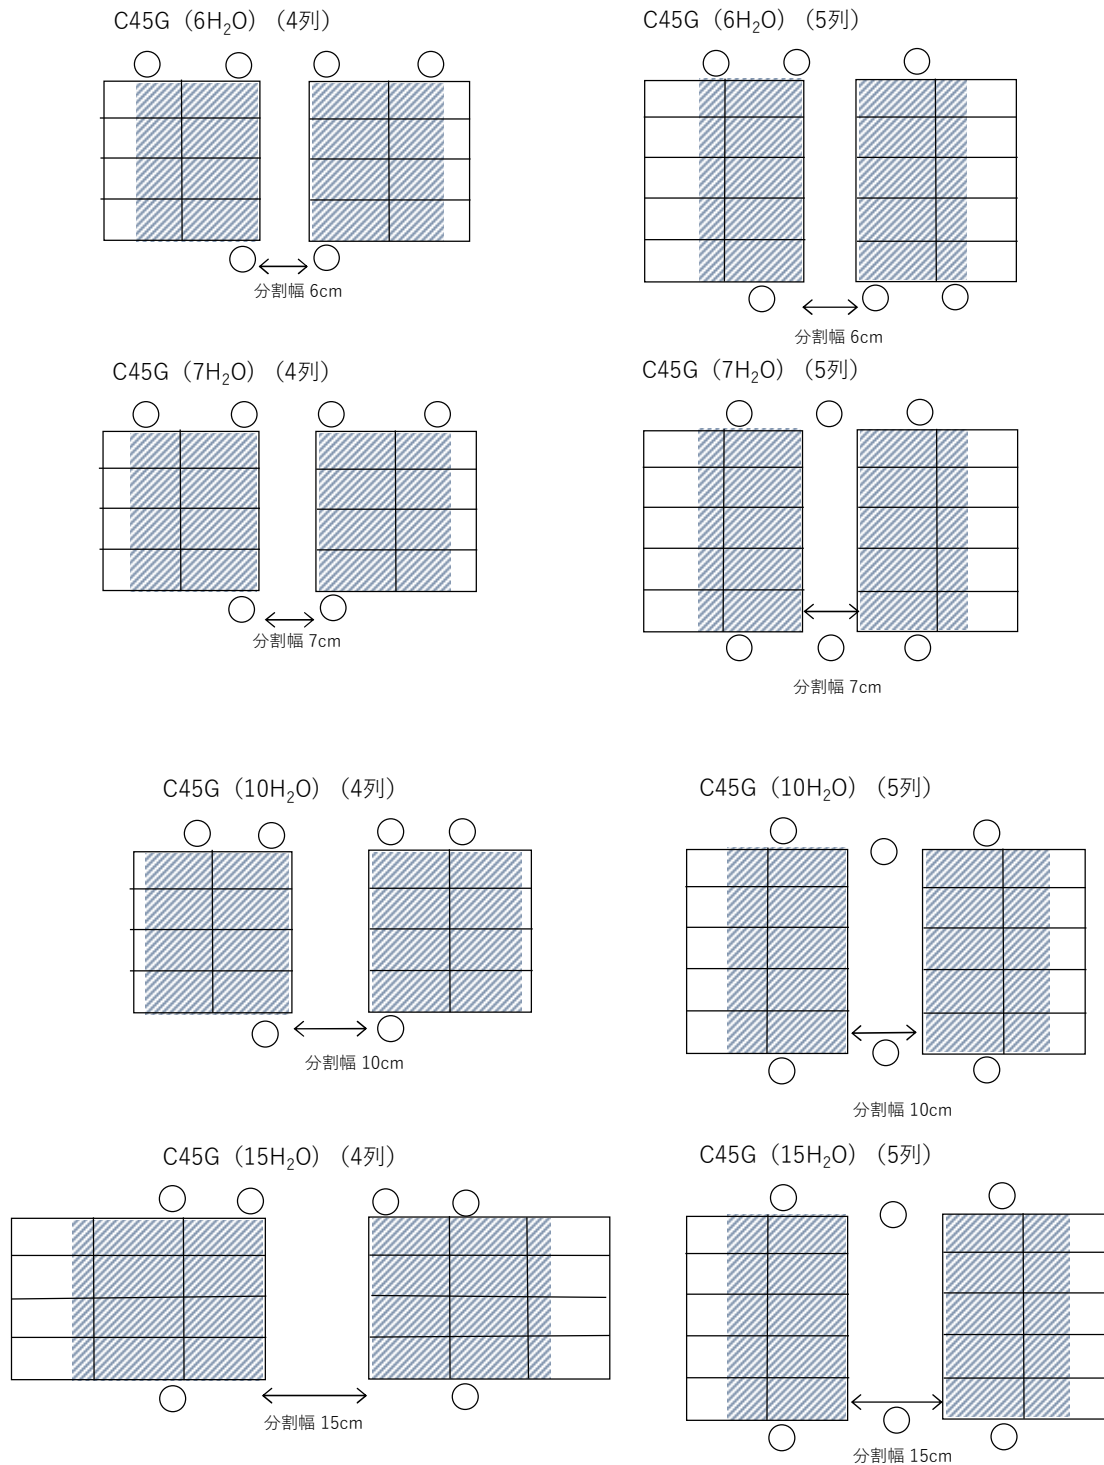 C45G（6H₂O）（4列）
C45G（6H₂O）（5列）
分割幅 6cm
分割幅 6cm
C45G（7H₂O）（4列）
C45G（7H₂O）（5列）
分割幅 7cm
分割幅 7cm
C45G（10H₂O）（4列）
C45G（10H₂O）（5列）
分割幅 10cm
分割幅 10cm
C45G（15H₂O）（4列）
C45G（15H₂O）（5列）
分割幅 15cm
分割幅 15cm